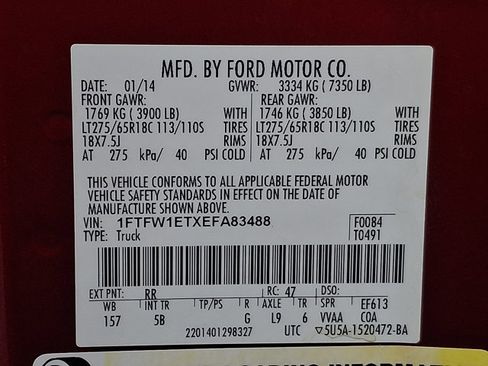 MFD. BY FORD MOTOR CO.
DATE: 01/14 GVWR: 3334 KG ( 7350 LB)
FRONT GAWR: REAR GAWR:
1769 KG ( 3900 LB) WITH 1746 KG ( 3850 LB) WITH
LT275/65R18C 113/110S TIRES LT275/65R18C 113/110S TIRES
18X7.5J RIMS 18X7.5J RIMS
AT 275 kPa/ 40 PSI COLD AT 275 kPa/ 40 PSI COLD
THIS VEHICLE CONFORMS TO ALL APPLICABLE FEDERAL MOTOR
VEHICLE SAFETY STANDARDS IN EFFECT ON THE DATE OF
MANUFACTURE SHOWN ABOVE.
VIN: 1FTFW1ETXEFA83488 F0084
TYPE: Truck T0491
EXT PNT: RR RC: 47 DSO:
WB INT TR TP/PS R AXLE TR SPR EF613
157 5B G L9 6 VVAA COA
2201401298327 UTC ▽5U5A-1520472-BA